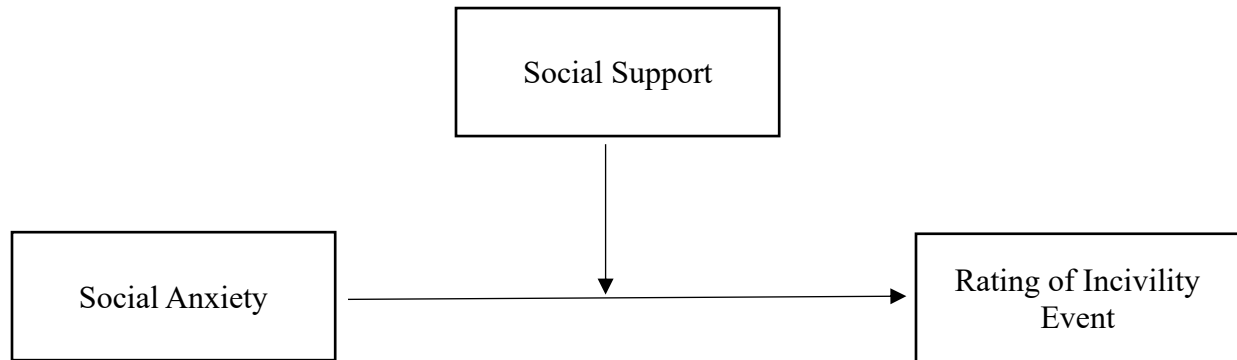 Social Support
Social Anxiety
Rating of Incivility
Event